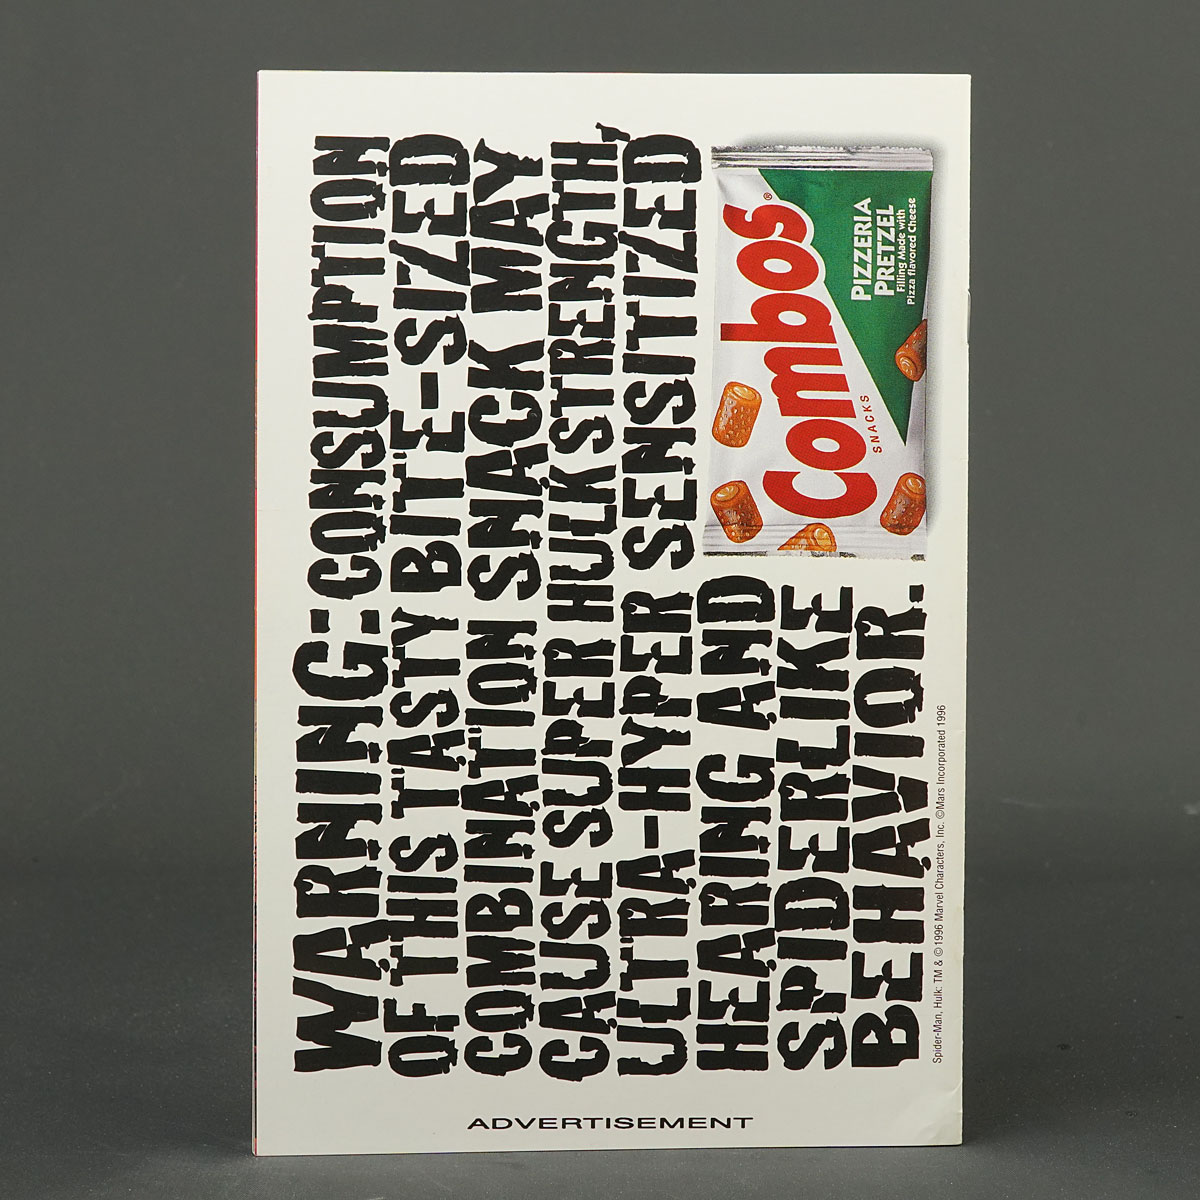 WARNING: CONSUMPTION
OF THIS TASTY BITE-SIZED
COMBINATION SNACK MAY
CAUSE SUPER HULK STRENGTH,
ULTRA-HYPER SENSITIZED
HEARING AND
SPIDERLIKE
BEHAVIOR.
Combos®
SNACKS
PIZZERIA
PRETZEL
Filling Made with
Pizza flavored Cheese
Spider-Man, Hulk: TM & © 1996 Marvel Characters, Inc. ©Mars Incorporated 1996
ADVERTISEMENT